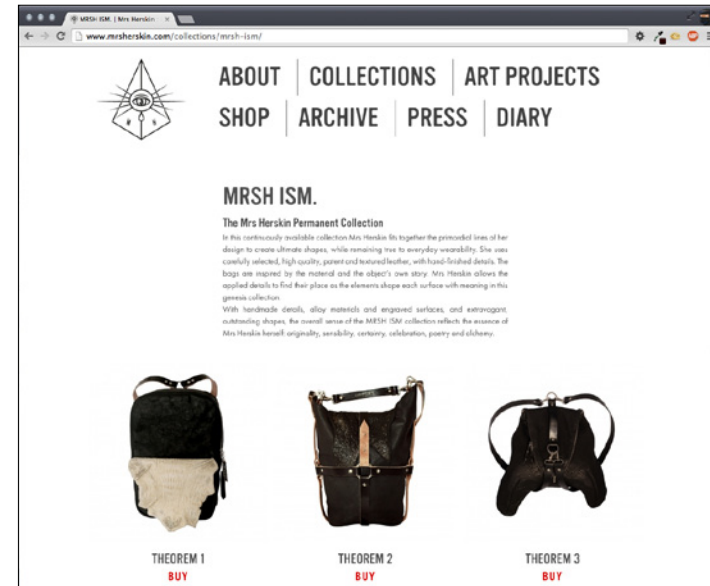 MRSH ISM. | Mrs Herskin
www.mrsherskin.com/collections/mrsh-ism/
ABOUT COLLECTIONS ART PROJECTS
SHOP ARCHIVE PRESS DIARY
MRSH ISM.
The Mrs Herskin Permanent Collection
In this continuously available collection Mrs Herskin fits together the primordial lines of her
design to create ultimate shapes, while remaining true to everyday wearability. She uses
carefully selected, high quality, patent and textured leather, with hand-finished details. The
bags are inspired by the material and the object's own story. Mrs Herskin allows the
applied details to find their place as the elements shape each surface with meaning in this
genesis collection.
With handmade details, alloy materials and engraved surfaces, and extravagant,
outstanding shapes, the overall sense of the MRSH ISM collection reflects the essence of
Mrs Herskin herself: originality, sensibility, certainty, celebration, poetry and alchemy.
THEOREM 1 THEOREM 2 THEOREM 3
BUY BUY BUY